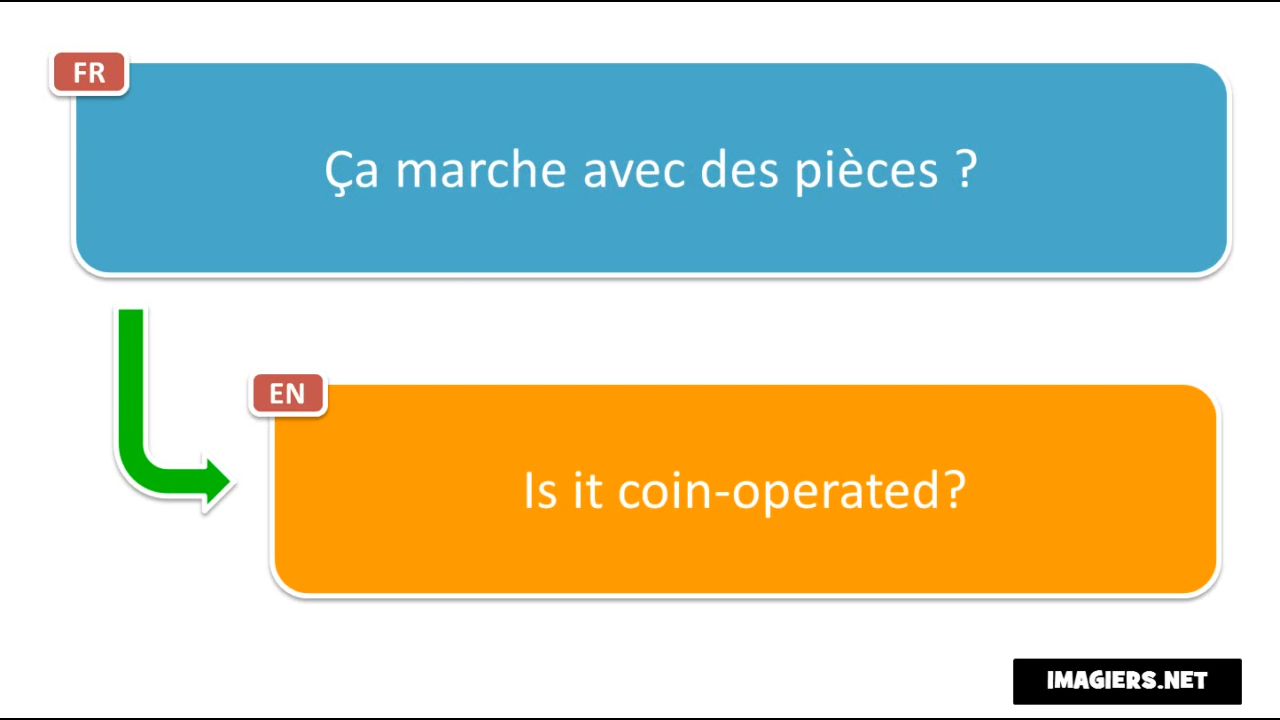 FR
Ça marche avec des pièces ?
EN
Is it coin-operated?
IMAGIERS.NET